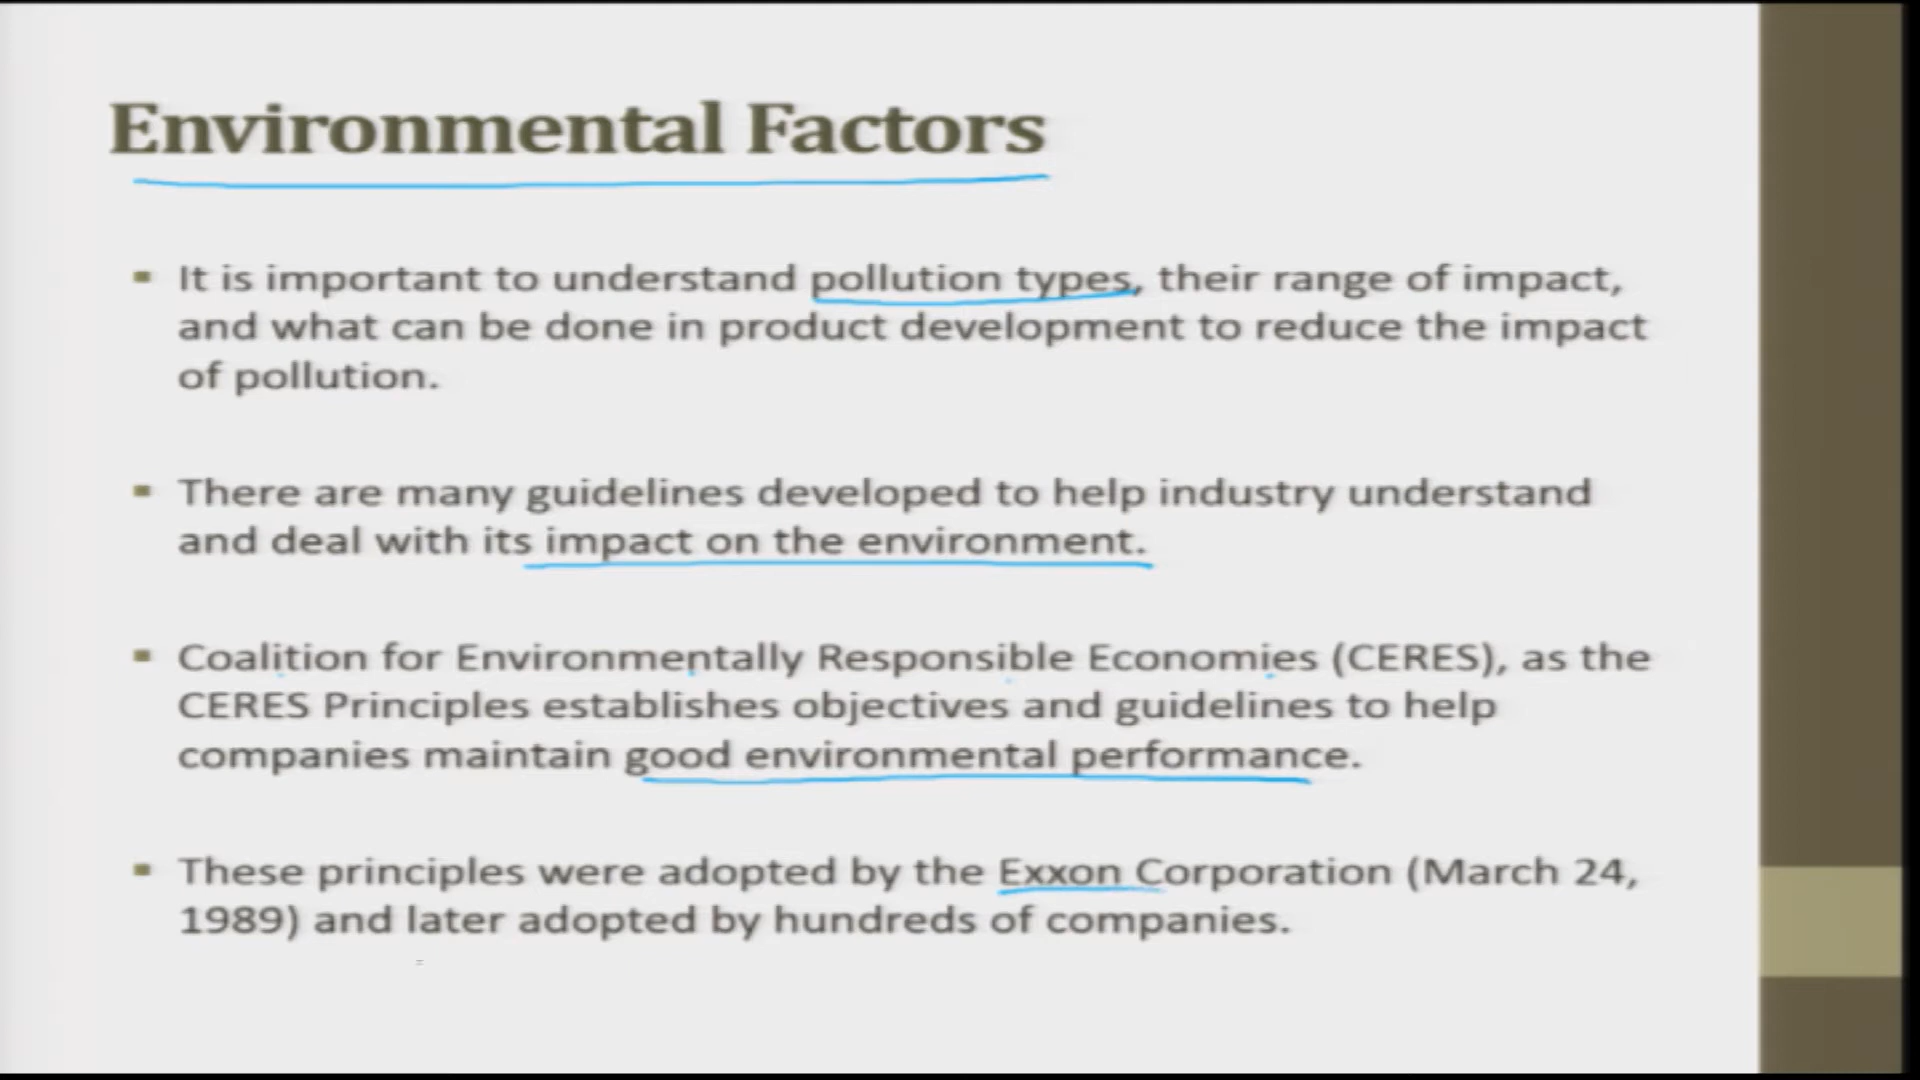 Environmental Factors
It is important to understand pollution types, their range of impact,
and what can be done in product development to reduce the impact
of pollution.
There are many guidelines developed to help industry understand
and deal with its impact on the environment.
Coalition for Environmentally Responsible Economies (CERES), as the
CERES Principles establishes objectives and guidelines to help
companies maintain good environmental performance.
These principles were adopted by the Exxon Corporation (March 24,
1989) and later adopted by hundreds of companies.